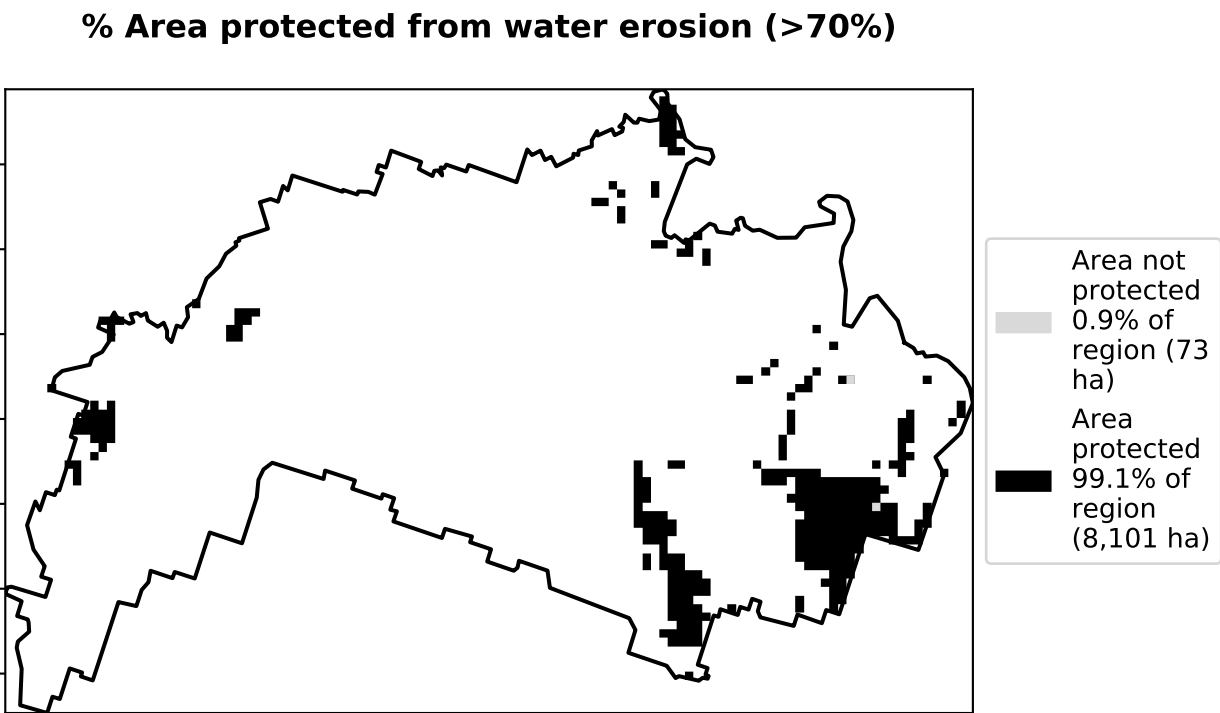 % Area protected from water erosion (>70%)
Area not
protected
0.9% of
region (73
ha)
Area
protected
99.1% of
region
(8,101 ha)